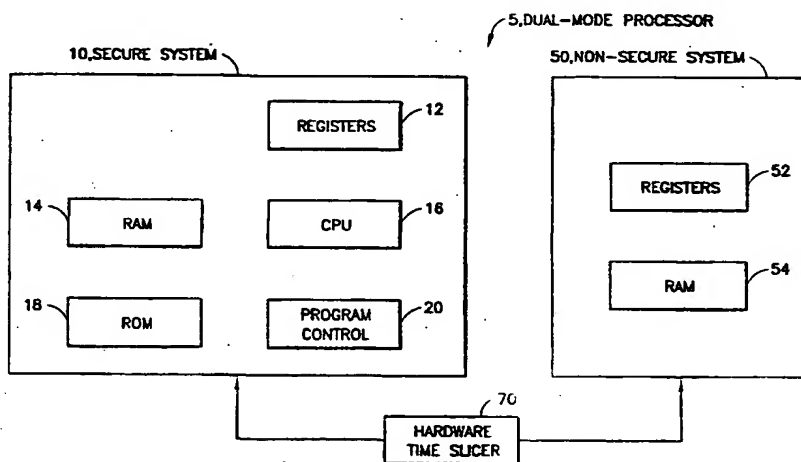 5,DUAL-MODE PROCESSOR
10,SECURE SYSTEM
50,NON-SECURE SYSTEM
REGISTERS
12
14
RAM
CPU
16
18
ROM
PROGRAM
CONTROL
20
REGISTERS
52
RAM
54
70
HARDWARE
TIME SLICER